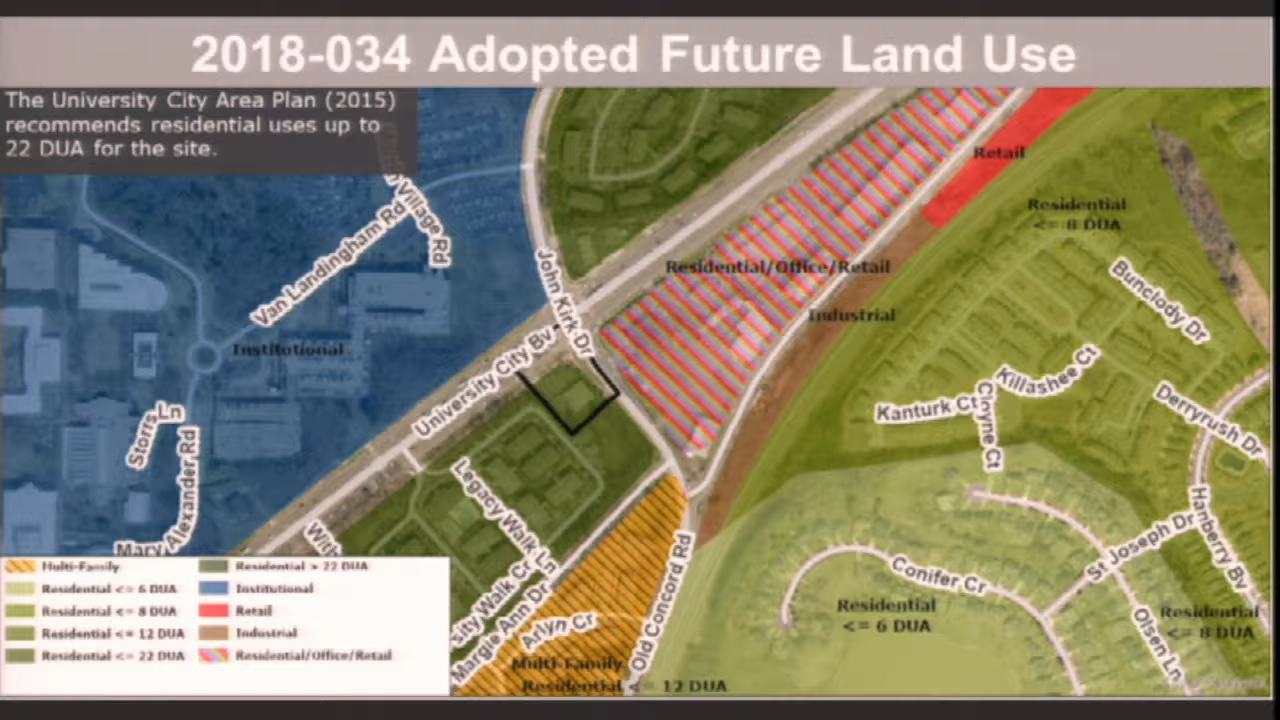 2018-034 Adopted Future Land Use
The University City Area Plan (2015)
recommends residential uses up to
22 DUA for the site.
Village Rd
Van Landingham Rd
John Kirk Dr
Retail
Residential
<= 8 DUA
Residential/Office/Retail
Bunclody Dr
Industrial
Institutional
University City Bv
Killashee Ct
Kanturk Ct
Cloyne Ct
Derryrush Dr
Storrs Ln
Mary Alexander Rd
Legacy Walk Ln
With
Hanberry Bv
St Joseph Dr
Conifer Cr
sity Walk Cr
Margie Ann Dr
Arlyn Cr
Old Concord Rd
Residential
<= 6 DUA
Olsen Ln
Residential
<= 8 DUA
Multi-Family
Residential <= 12 DUA
Multi-Family
Residential <= 6 DUA
Residential <= 8 DUA
Residential <= 12 DUA
Residential <= 22 DUA
Residential > 22 DUA
Institutional
Retail
Industrial
Residential/Office/Retail